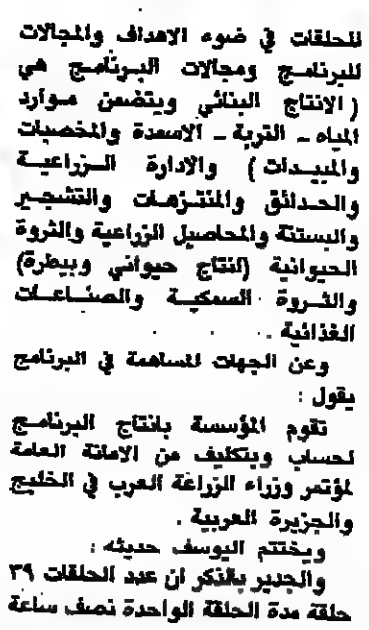 للحلقات في ضوء الاهداف والمجالات
للبرنامج ومجالات البرنامج هي
( الانتاج النباتي ويتضمن موارد
المياه ـ التربة ـ الاسمدة والمخصبات
والمبيدات ) والادارة الزراعية
والحدائق والمنتزهات والتشجير
والبستنة والمحاصيل الزراعية والثروة
الحيوانية (انتاج حيواني وبيطرة)
والثروة السمكية والصناعات
الغذائية .
وعن الجهات المساهمة في البرنامج
يقول :
تقوم المؤسسة بانتاج البرنامج
لحساب وبتكليف من الامانة العامة
لمؤتمر وزراء الزراعة العرب في الخليج
والجزيرة العربية .
ويختتم اليوسف حديثه :
والجدير بالذكر ان عدد الحلقات ٣٩
حلقة مدة الحلقة الواحدة نصف ساعة